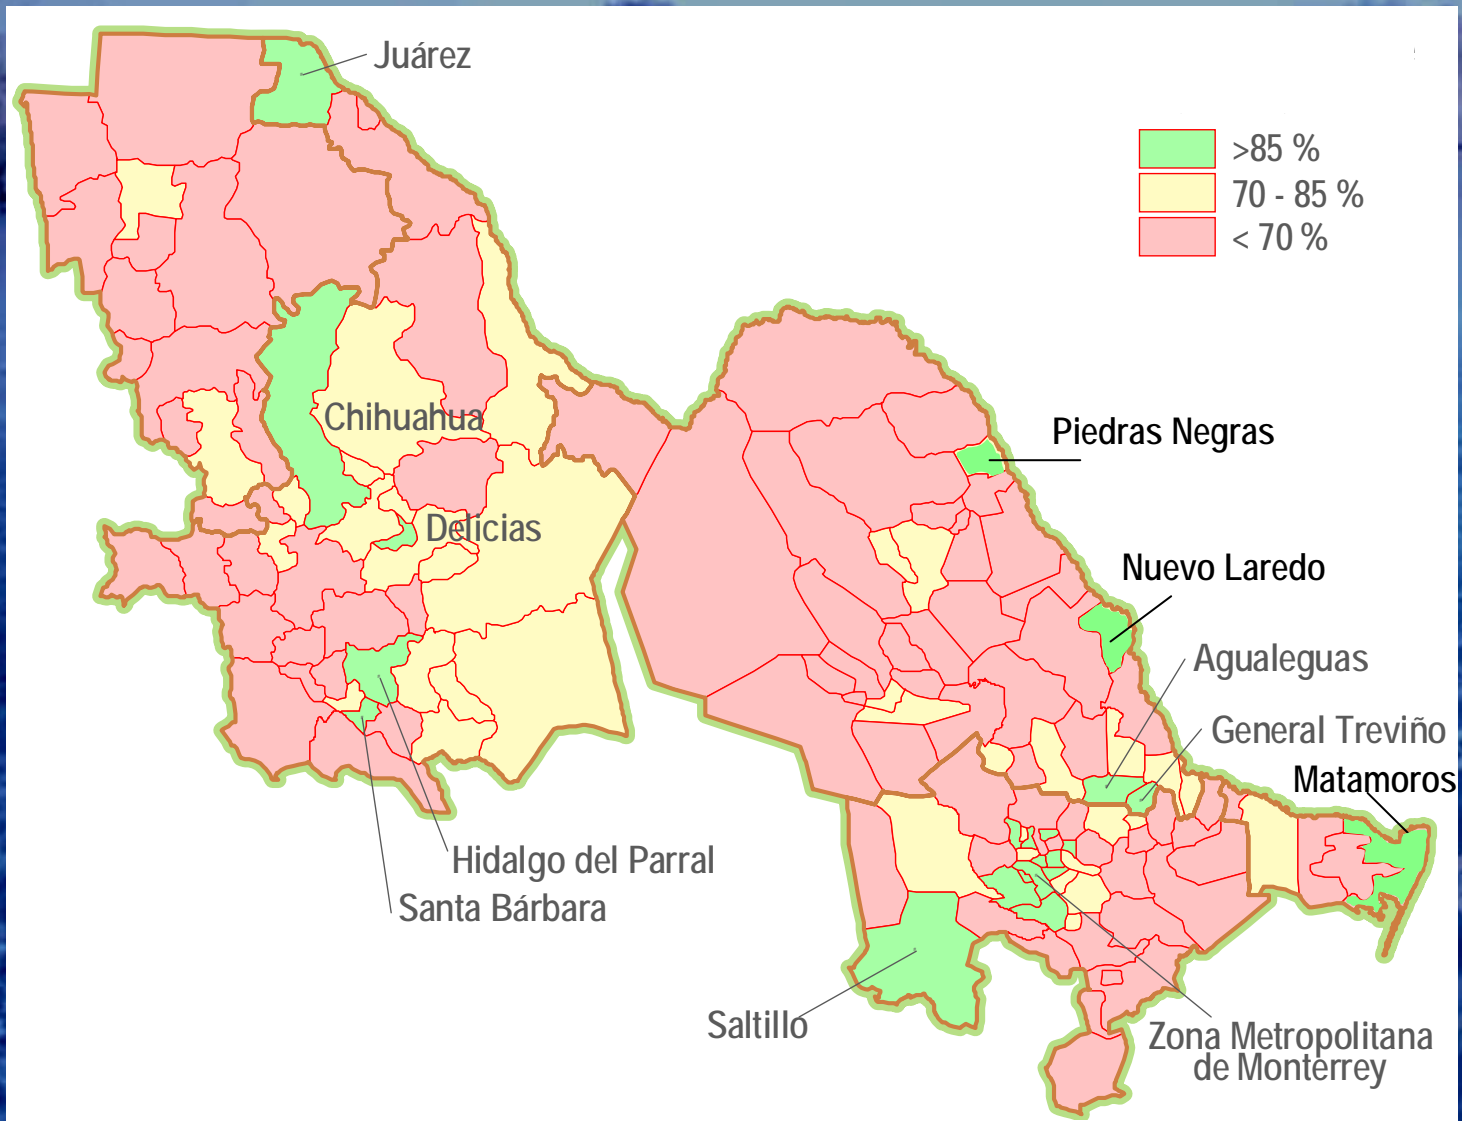 Juárez
>85 %
70 - 85 %
< 70 %
Chihuahua
Piedras Negras
Delicias
Nuevo Laredo
Agualeguas
General Treviño
Matamoros
Hidalgo del Parral
Santa Bárbara
Saltillo
Zona Metropolitana
de Monterrey